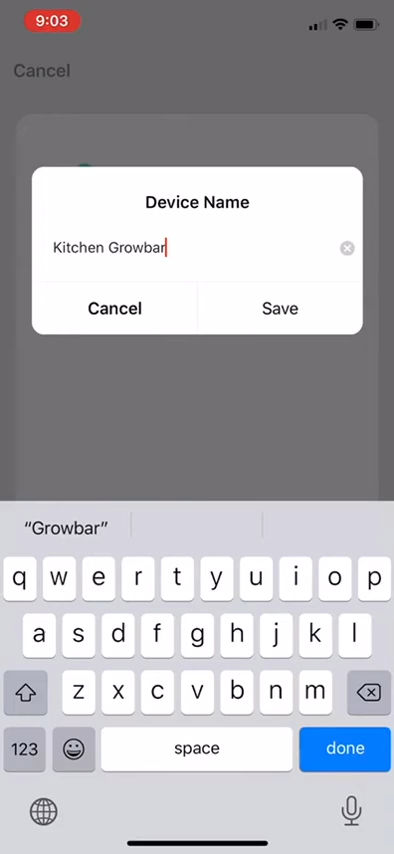 9:03
Cancel
Device Name
Kitchen Growbar
Cancel Save
“Growbar”
q w e r t y u i o p
a s d f g h j k l
z x c v b n m
123 space done